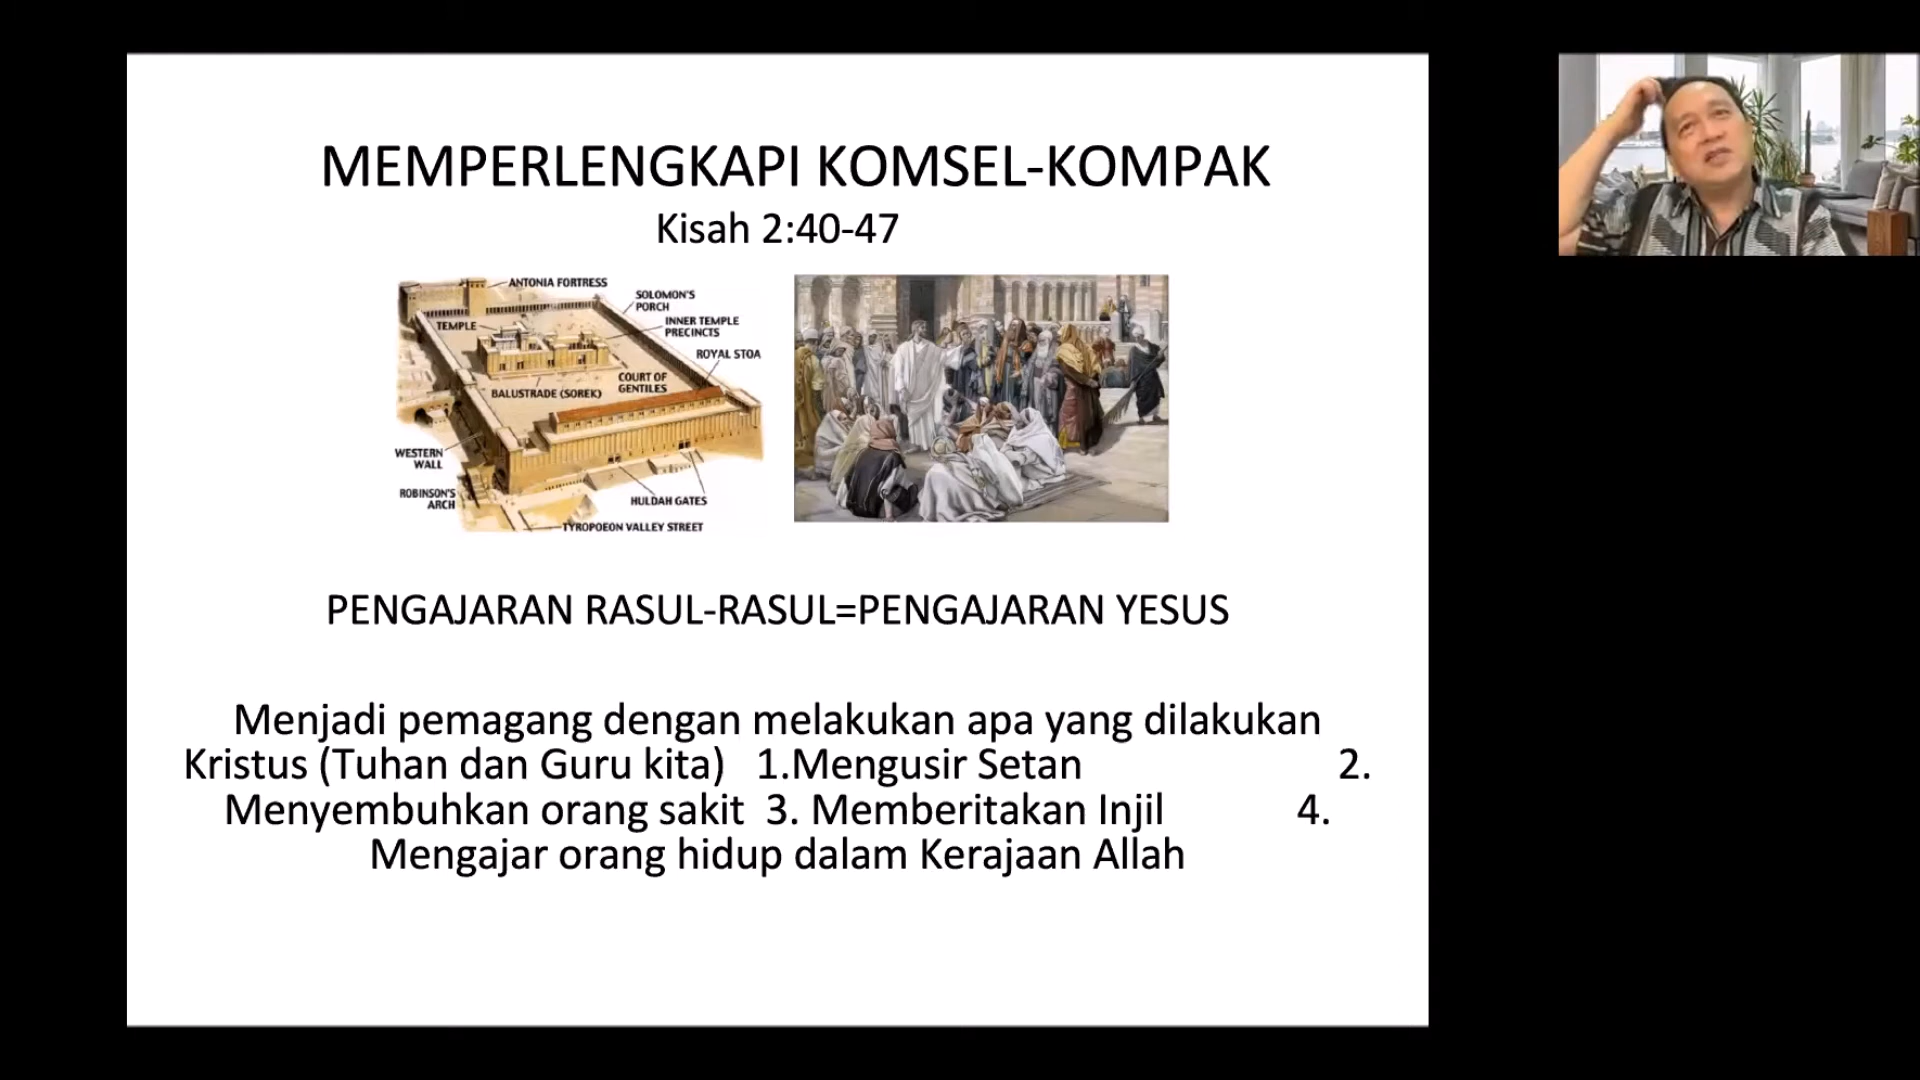 MEMPERLENGKAPI KOMSEL-KOMPAK
Kisah 2:40-47
ANTONIA FORTRESS
SOLOMON'S
PORCH
TEMPLE
INNER TEMPLE
PRECINCTS
ROYAL STOA
COURT OF
GENTILES
BALUSTRADE (SOREK)
WESTERN
WALL
ROBINSON'S
ARCH
HULDAH GATES
TYROPOEON VALLEY STREET
PENGAJARAN RASUL-RASUL=PENGAJARAN YESUS
Menjadi pemagang dengan melakukan apa yang dilakukan
Kristus (Tuhan dan Guru kita) 1.Mengusir Setan 2.
Menyembuhkan orang sakit 3. Memberitakan Injil 4.
Mengajar orang hidup dalam Kerajaan Allah